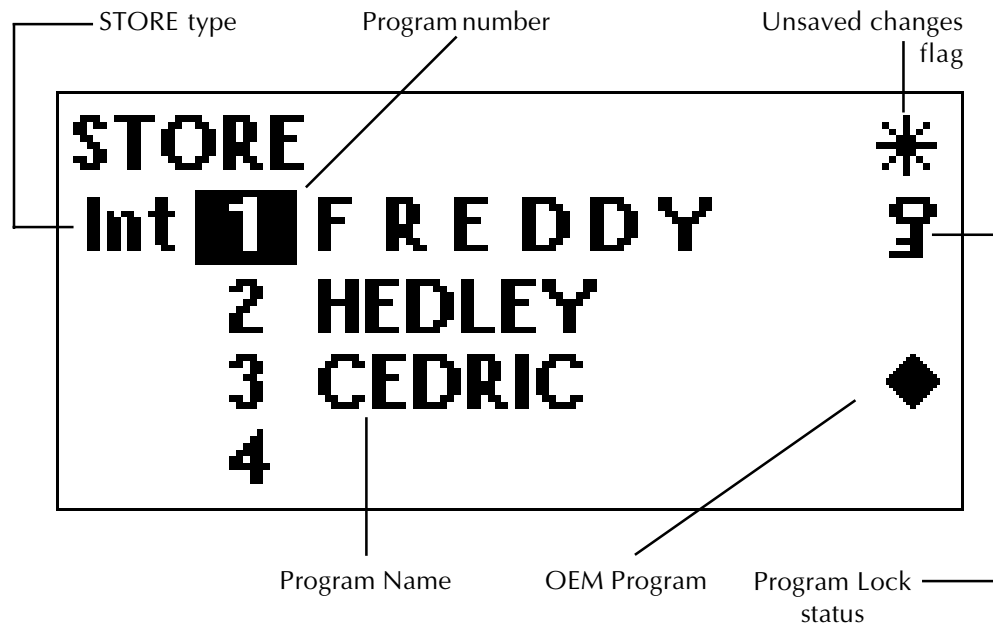 STORE type
Program number
Unsaved changes
flag
STORE
Int 1 F R E D D Y
2 HEDLEY
3 CEDRIC
4
Program Name
OEM Program
Program Lock
status